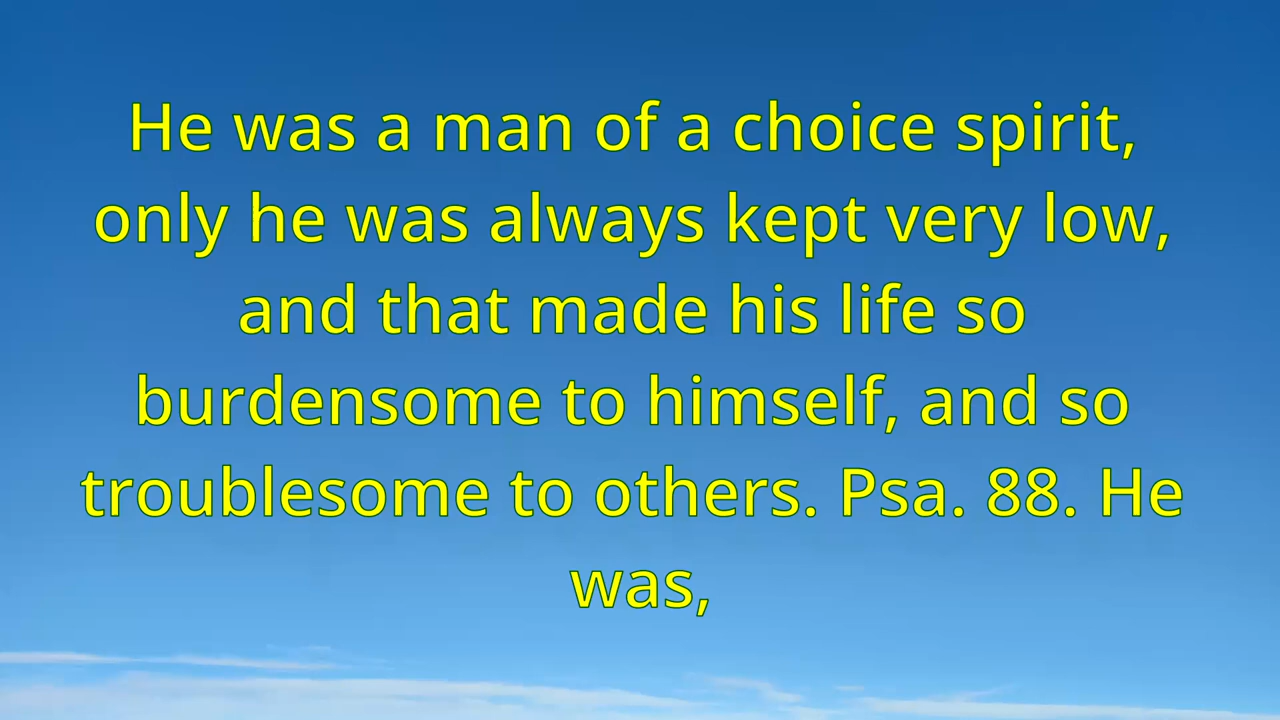 He was a man of a choice spirit,
only he was always kept very low,
and that made his life so
burdensome to himself, and so
troublesome to others. Psa. 88. He
was,